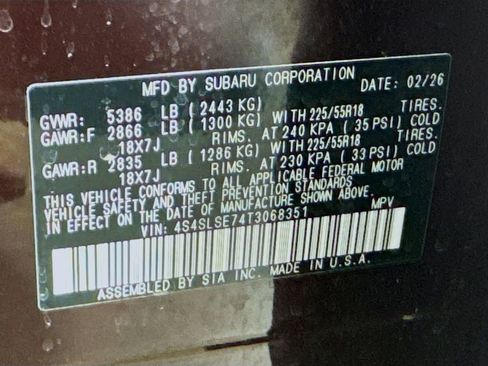 MFD BY SUBARU CORPORATION DATE: 02/26
GVWR: 5386 LB (2443 KG)
GAWR:F 2866 LB (1300 KG) WITH 225/55R18 TIRES.
18X7J RIMS. AT 240 KPA ( 35 PSI) COLD
GAWR:R 2835 LB (1286 KG) WITH 225/55R18 TIRES.
18X7J RIMS. AT 230 KPA ( 33 PSI) COLD
THIS VEHICLE CONFORMS TO ALL APPLICABLE FEDERAL MOTOR
VEHICLE SAFETY AND THEFT PREVENTION STANDARDS
IN EFFECT ON THE DATE OF MANUFACTURE SHOWN ABOVE.
VIN: 4S4SLSE74T3068351 MPV
ASSEMBLED BY SIA INC. MADE IN U.S.A.